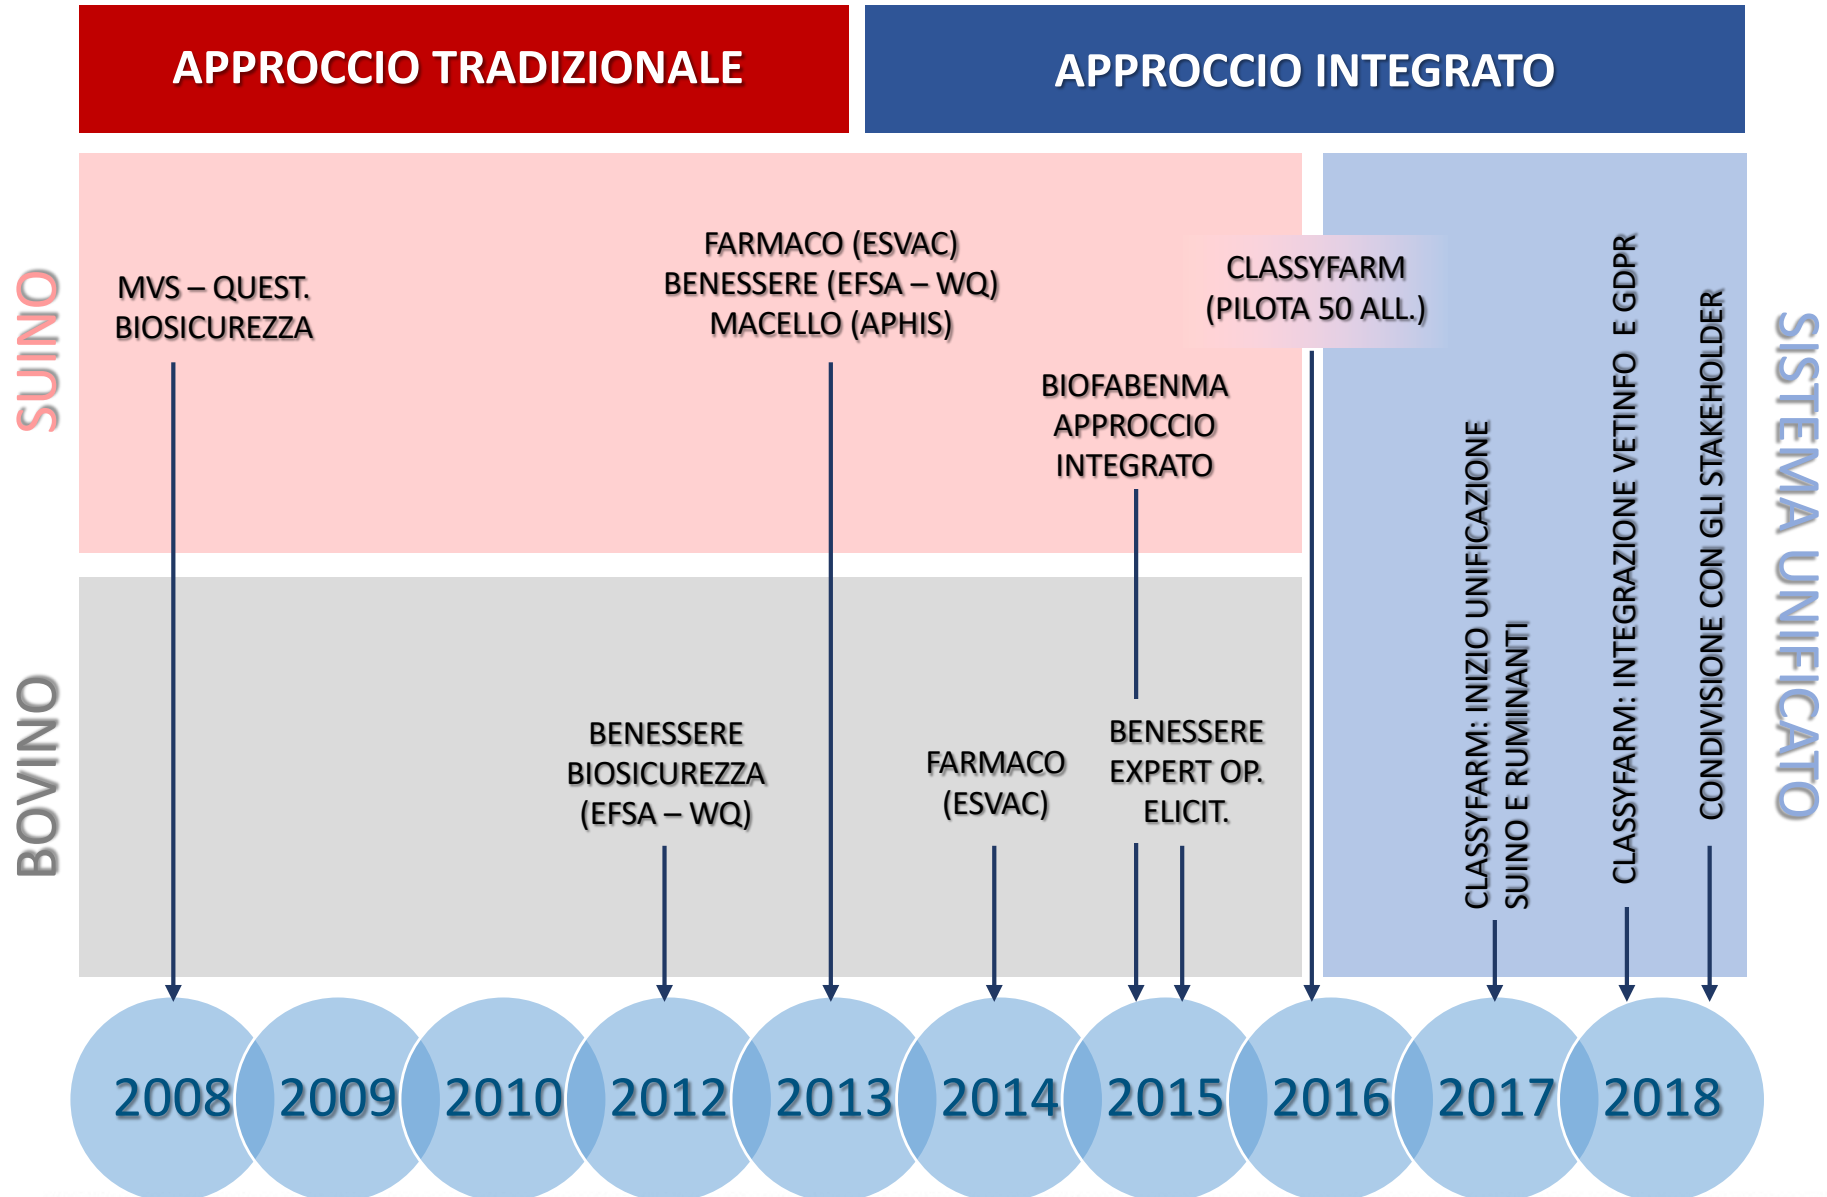 APPROCCIO TRADIZIONALE
APPROCCIO INTEGRATO
SUINO
MVS – QUEST.
BIOSICUREZZA
FARMACO (ESVAC)
BENESSERE (EFSA – WQ)
MACELLO (APHIS)
BIOFABENMA
APPROCCIO
INTEGRATO
CLASSYFARM
(PILOTA 50 ALL.)
BOVINO
BENESSERE
BIOSICUREZZA
(EFSA – WQ)
FARMACO
(ESVAC)
BENESSERE
EXPERT OP.
ELICIT.
CLASSYFARM: INIZIO UNIFICAZIONE
SUINO E RUMINANTI
CLASSYFARM: INTEGRAZIONE VETINFO E GDPR
CONDIVISIONE CON GLI STAKEHOLDER
SISTEMA UNIFICATO
2008
2009
2010
2012
2013
2014
2015
2016
2017
2018